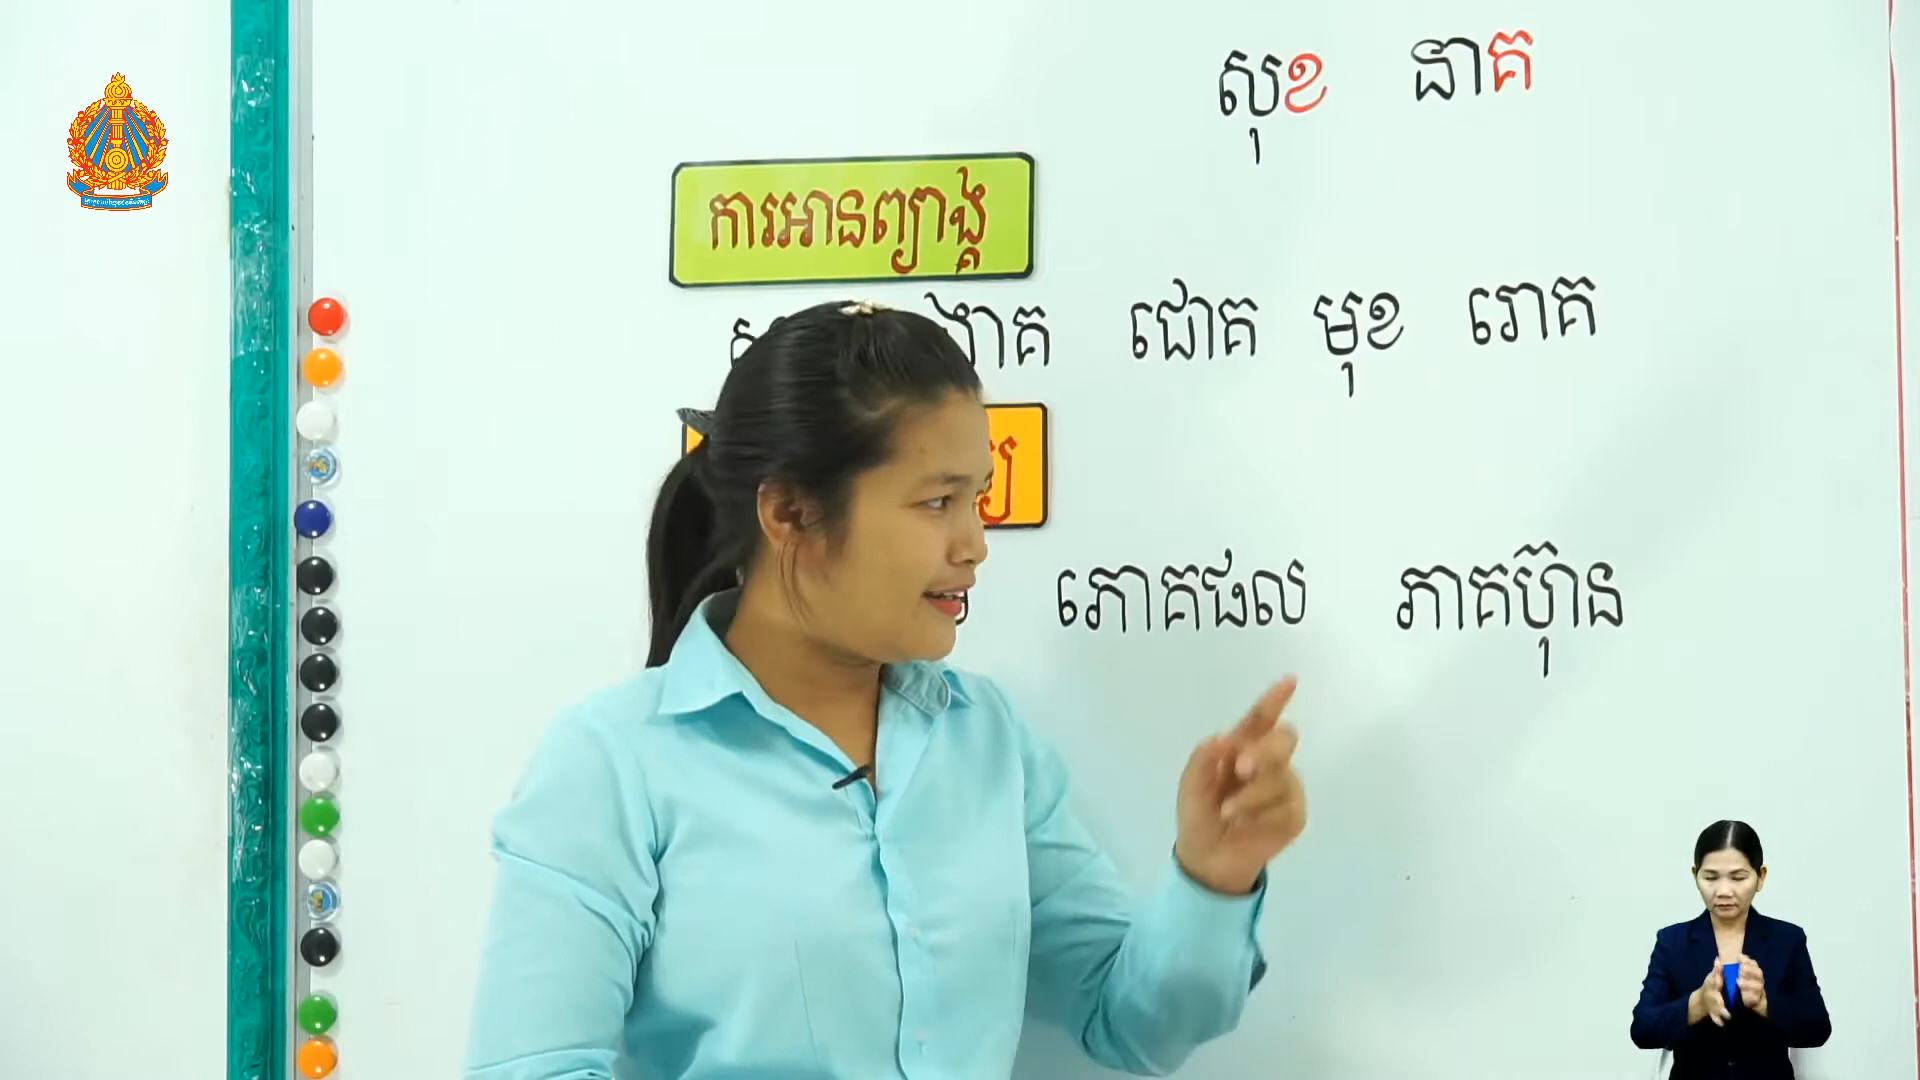 សុខ នាគ
ការអានព្យាង្គ
ជោគ មុខ រោគ
ភោគផល ភាគហ៊ុន